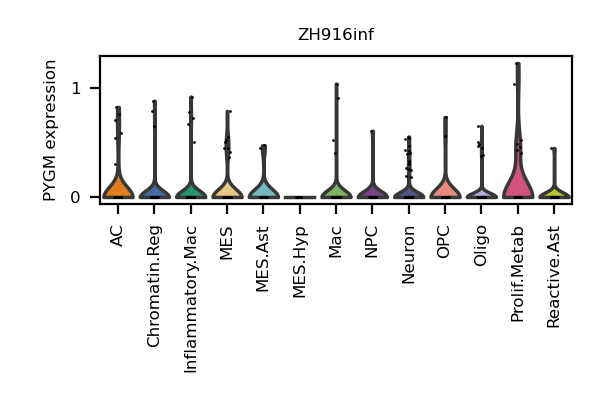 ZH916inf
PYGM expression
1
0
AC
Chromatin.Reg
Inflammatory.Mac
MES
MES.Ast
MES.Hyp
Mac
NPC
Neuron
OPC
Oligo
Prolif.Metab
Reactive.Ast